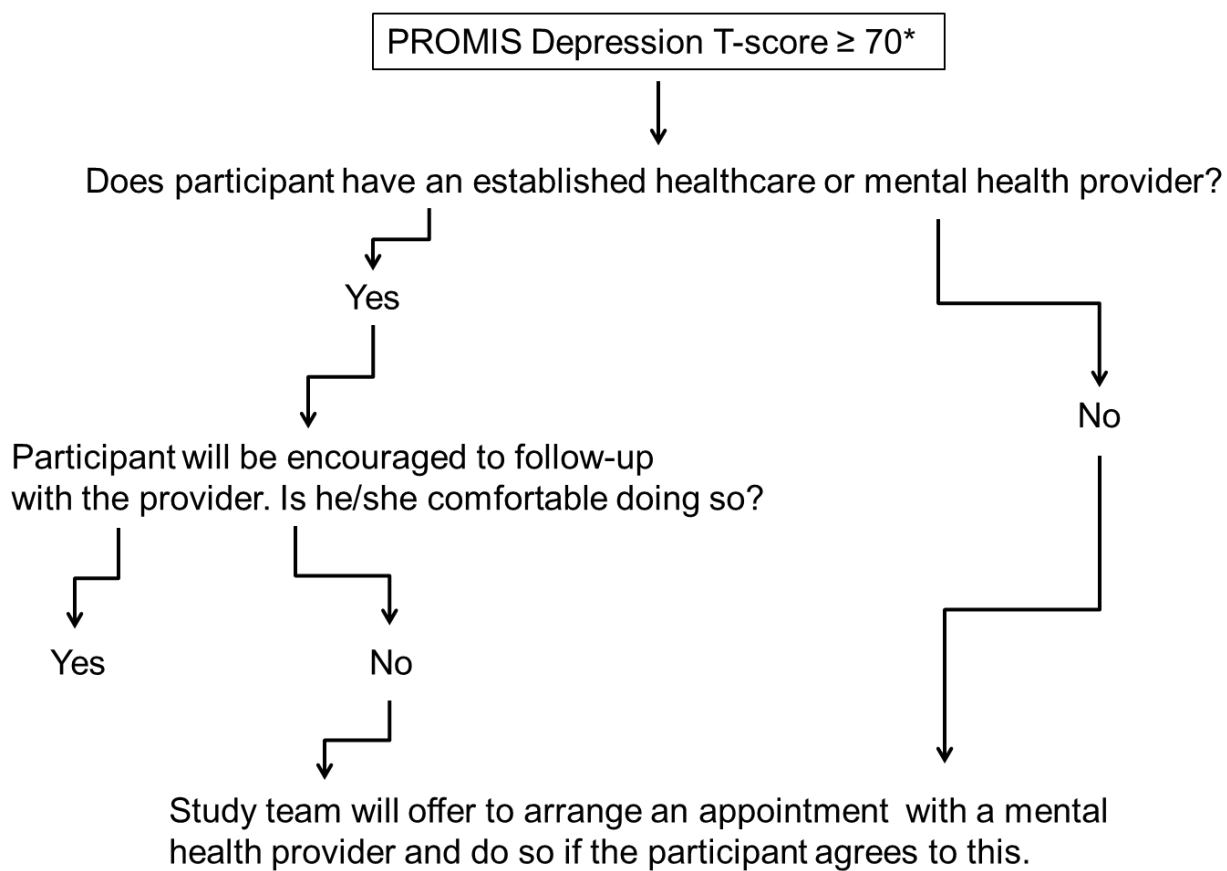 PROMIS Depression T-score ≥ 70*
Does participant have an established healthcare or mental health provider?
Yes
No
Participant will be encouraged to follow-up
with the provider. Is he/she comfortable doing so?
Yes
No
Study team will offer to arrange an appointment with a mental
health provider and do so if the participant agrees to this.